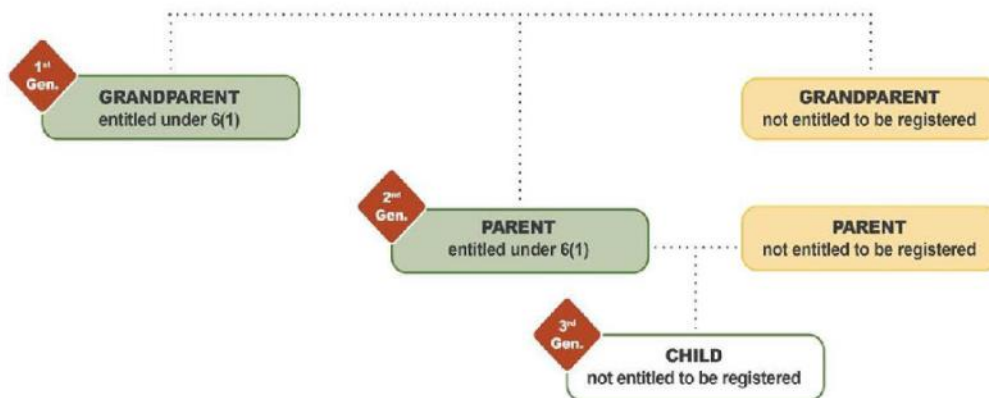 1st
Gen.
GRANDPARENT
entitled under 6(1)
GRANDPARENT
not entitled to be registered
2nd
Gen.
PARENT
entitled under 6(1)
PARENT
not entitled to be registered
3rd
Gen.
CHILD
not entitled to be registered